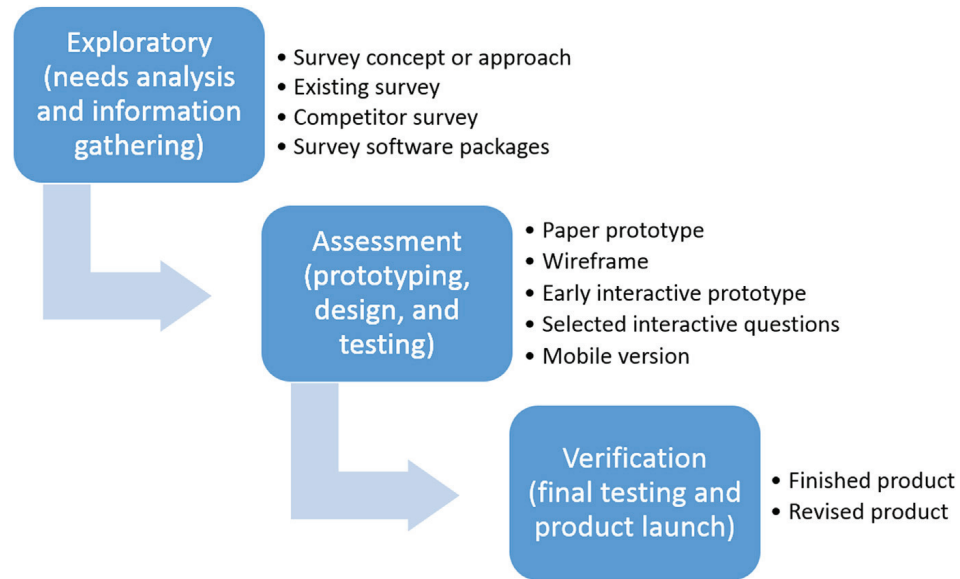 Exploratory
(needs analysis
and information
gathering)
• Survey concept or approach
• Existing survey
• Competitor survey
• Survey software packages
Assessment
(prototyping,
design, and
testing)
• Paper prototype
• Wireframe
• Early interactive prototype
• Selected interactive questions
• Mobile version
Verification
(final testing and
product launch)
• Finished product
• Revised product